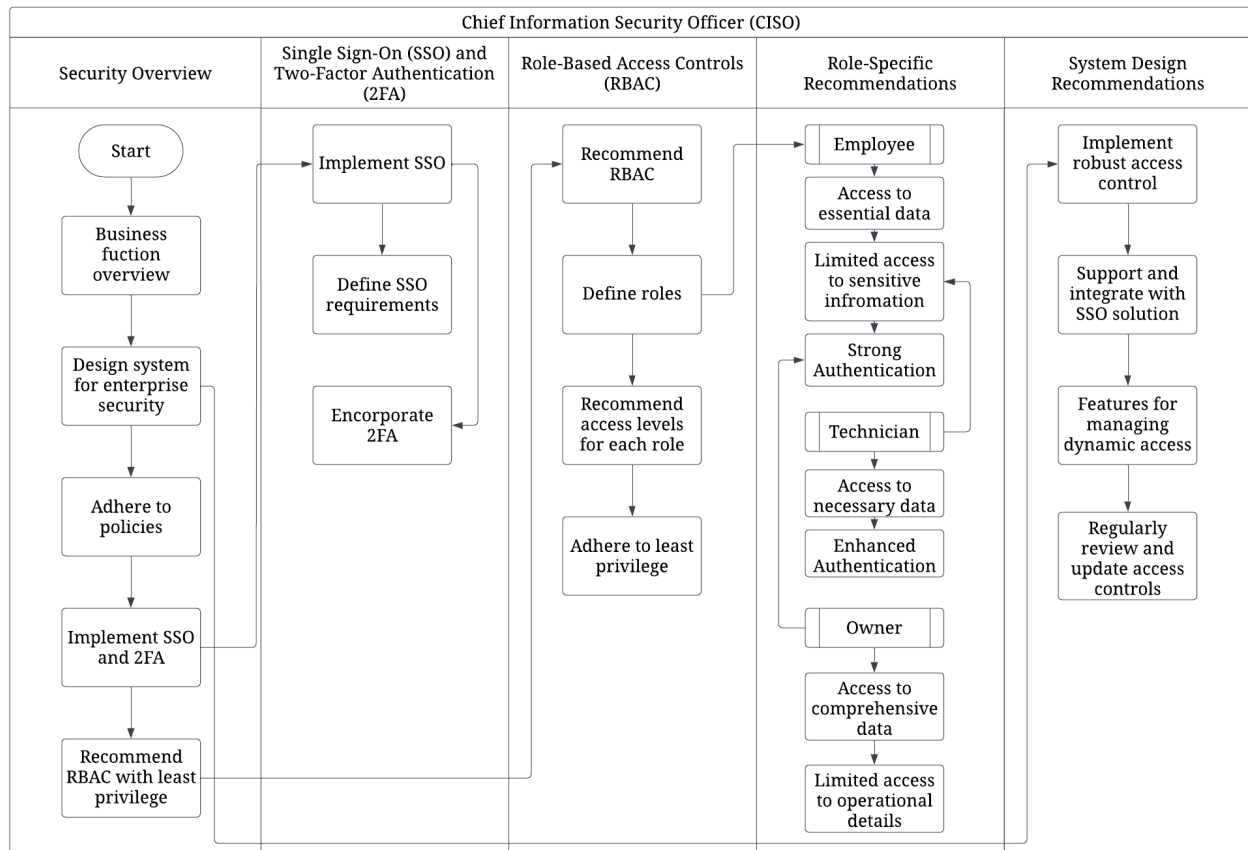 Chief Information Security Officer (CISO)
Security Overview
Single Sign-On (SSO) and
Two-Factor Authentication
(2FA)
Role-Based Access Controls
(RBAC)
Role-Specific
Recommendations
System Design
Recommendations
Start
Business
fuction
overview
Design system
for enterprise
security
Adhere to
policies
Implement SSO
and 2FA
Recommend
RBAC with least
privilege
Implement SSO
Define SSO
requirements
Encorporate
2FA
Recommend
RBAC
Define roles
Recommend
access levels
for each role
Adhere to least
privilege
Employee
Access to
essential data
Limited access
to sensitive
infromation
Strong
Authentication
Technician
Access to
necessary data
Enhanced
Authentication
Owner
Access to
comprehensive
data
Limited access
to operational
details
Implement
robust access
control
Support and
integrate with
SSO solution
Features for
managing
dynamic access
Regularly
review and
update access
controls